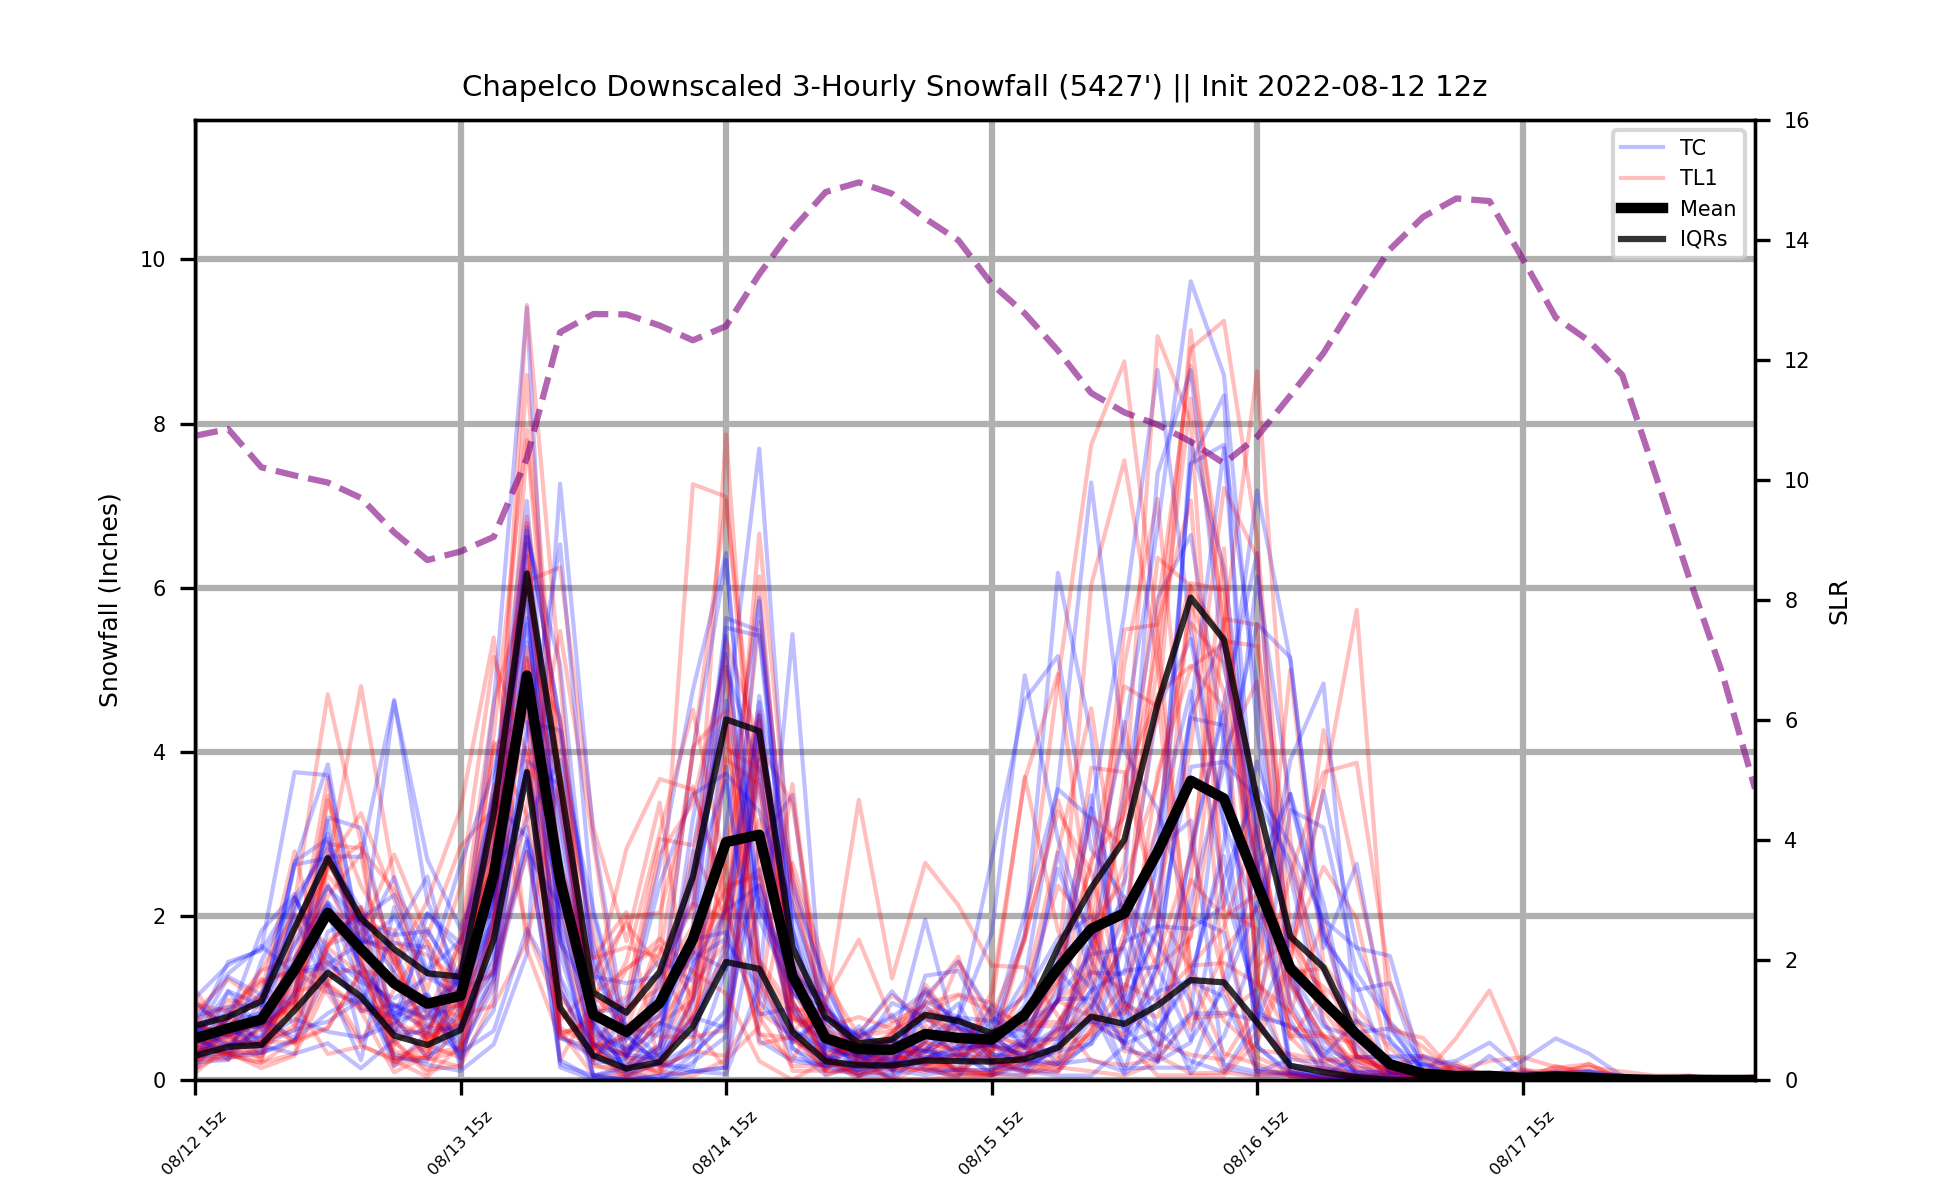 Chapelco Downscaled 3-Hourly Snowfall (5427') || Init 2022-08-12 12z
TC
TL1
Mean
IQRs
Snowfall (Inches)
10
8
6
4
2
0
16
14
12
10
8
6
4
2
0
SLR
08/12 15z
08/13 15z
08/14 15z
08/15 15z
08/16 15z
08/17 15z